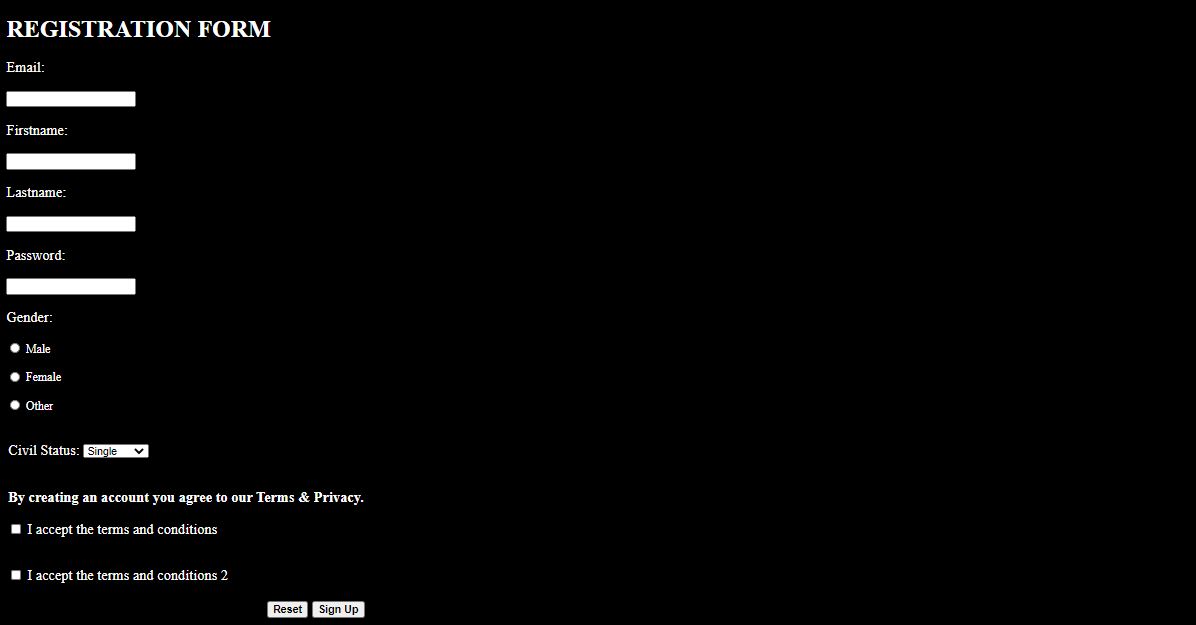 REGISTRATION FORM
Email:
Firstname:
Lastname:
Password:
Gender:
Male
Female
Other
Civil Status: Single
By creating an account you agree to our Terms & Privacy.
I accept the terms and conditions
I accept the terms and conditions 2
Reset Sign Up